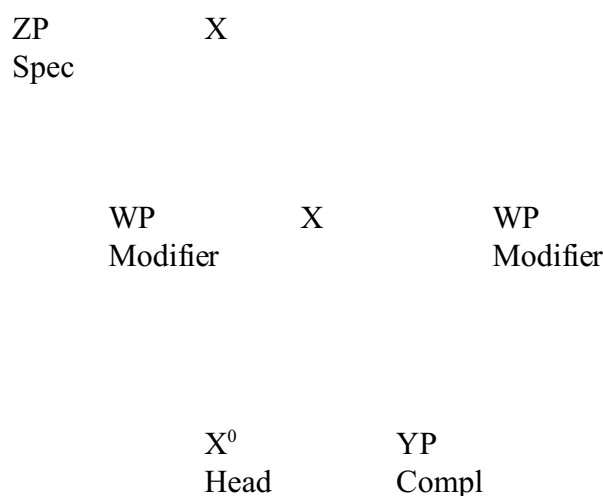 ZP X
Spec
WP X WP
Modifier Modifier
X⁰ YP
Head Compl